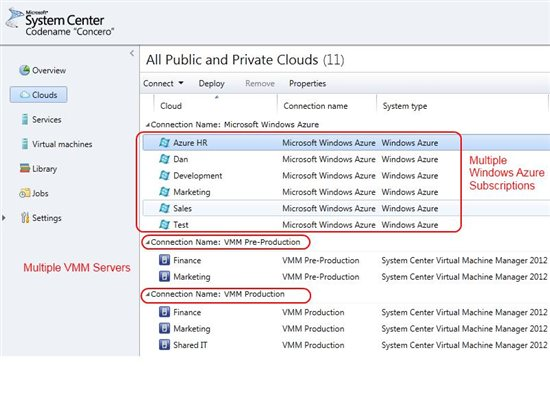 Microsoft
System Center
Codename "Concero"
Overview
Clouds
Services
Virtual machines
Library
Jobs
Settings
Multiple VMM Servers
All Public and Private Clouds (11)
Connect Deploy Remove Properties
Cloud Connection name System type
Connection Name: Microsoft Windows Azure
Azure HR Microsoft Windows Azure Windows Azure
Dan Microsoft Windows Azure Windows Azure
Development Microsoft Windows Azure Windows Azure
Marketing Microsoft Windows Azure Windows Azure
Sales Microsoft Windows Azure Windows Azure
Test Microsoft Windows Azure Windows Azure
Multiple
Windows Azure
Subscriptions
Connection Name: VMM Pre-Production
Finance VMM Pre-Production System Center Virtual Machine Manager 2012
Marketing VMM Pre-Production System Center Virtual Machine Manager 2012
Connection Name: VMM Production
Finance VMM Production System Center Virtual Machine Manager 2012
Marketing VMM Production System Center Virtual Machine Manager 2012
Shared IT VMM Production System Center Virtual Machine Manager 2012